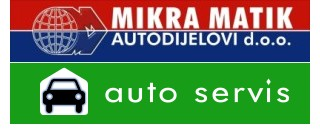 MIKRA MATIK
AUTODIJELOVI d.o.o.
auto servis